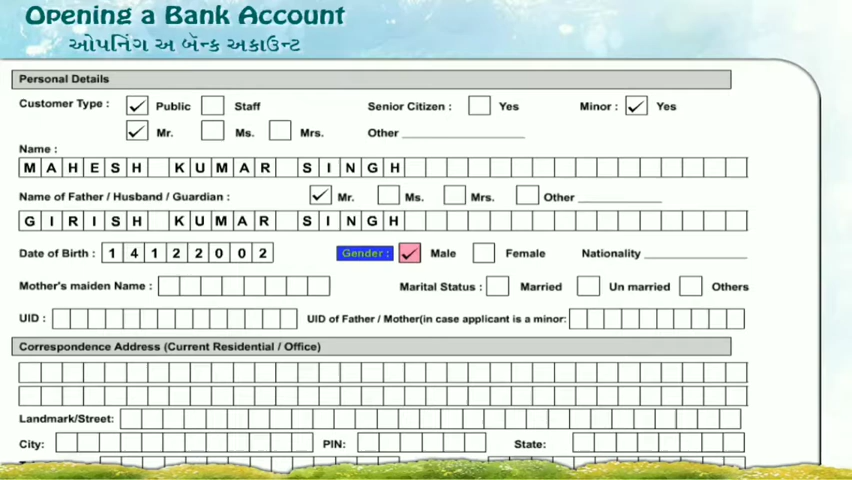 Opening a Bank Account
ઓપનિંગ અ બૅન્ક અકાઉન્ટ
Personal Details
Customer Type : Public Staff Senior Citizen : Yes Minor : Yes
Mr. Ms. Mrs. Other
Name :
MAHESH KUMAR SINGH
Name of Father / Husband / Guardian : Mr. Ms. Mrs. Other
GIRISH KUMAR SINGH
Date of Birth : 14122002 Gender : Male Female Nationality
Mother's maiden Name : Marital Status : Married Un married Others
UID : UID of Father / Mother(in case applicant is a minor:
Correspondence Address (Current Residential / Office)
Landmark/Street:
City: PIN: State: